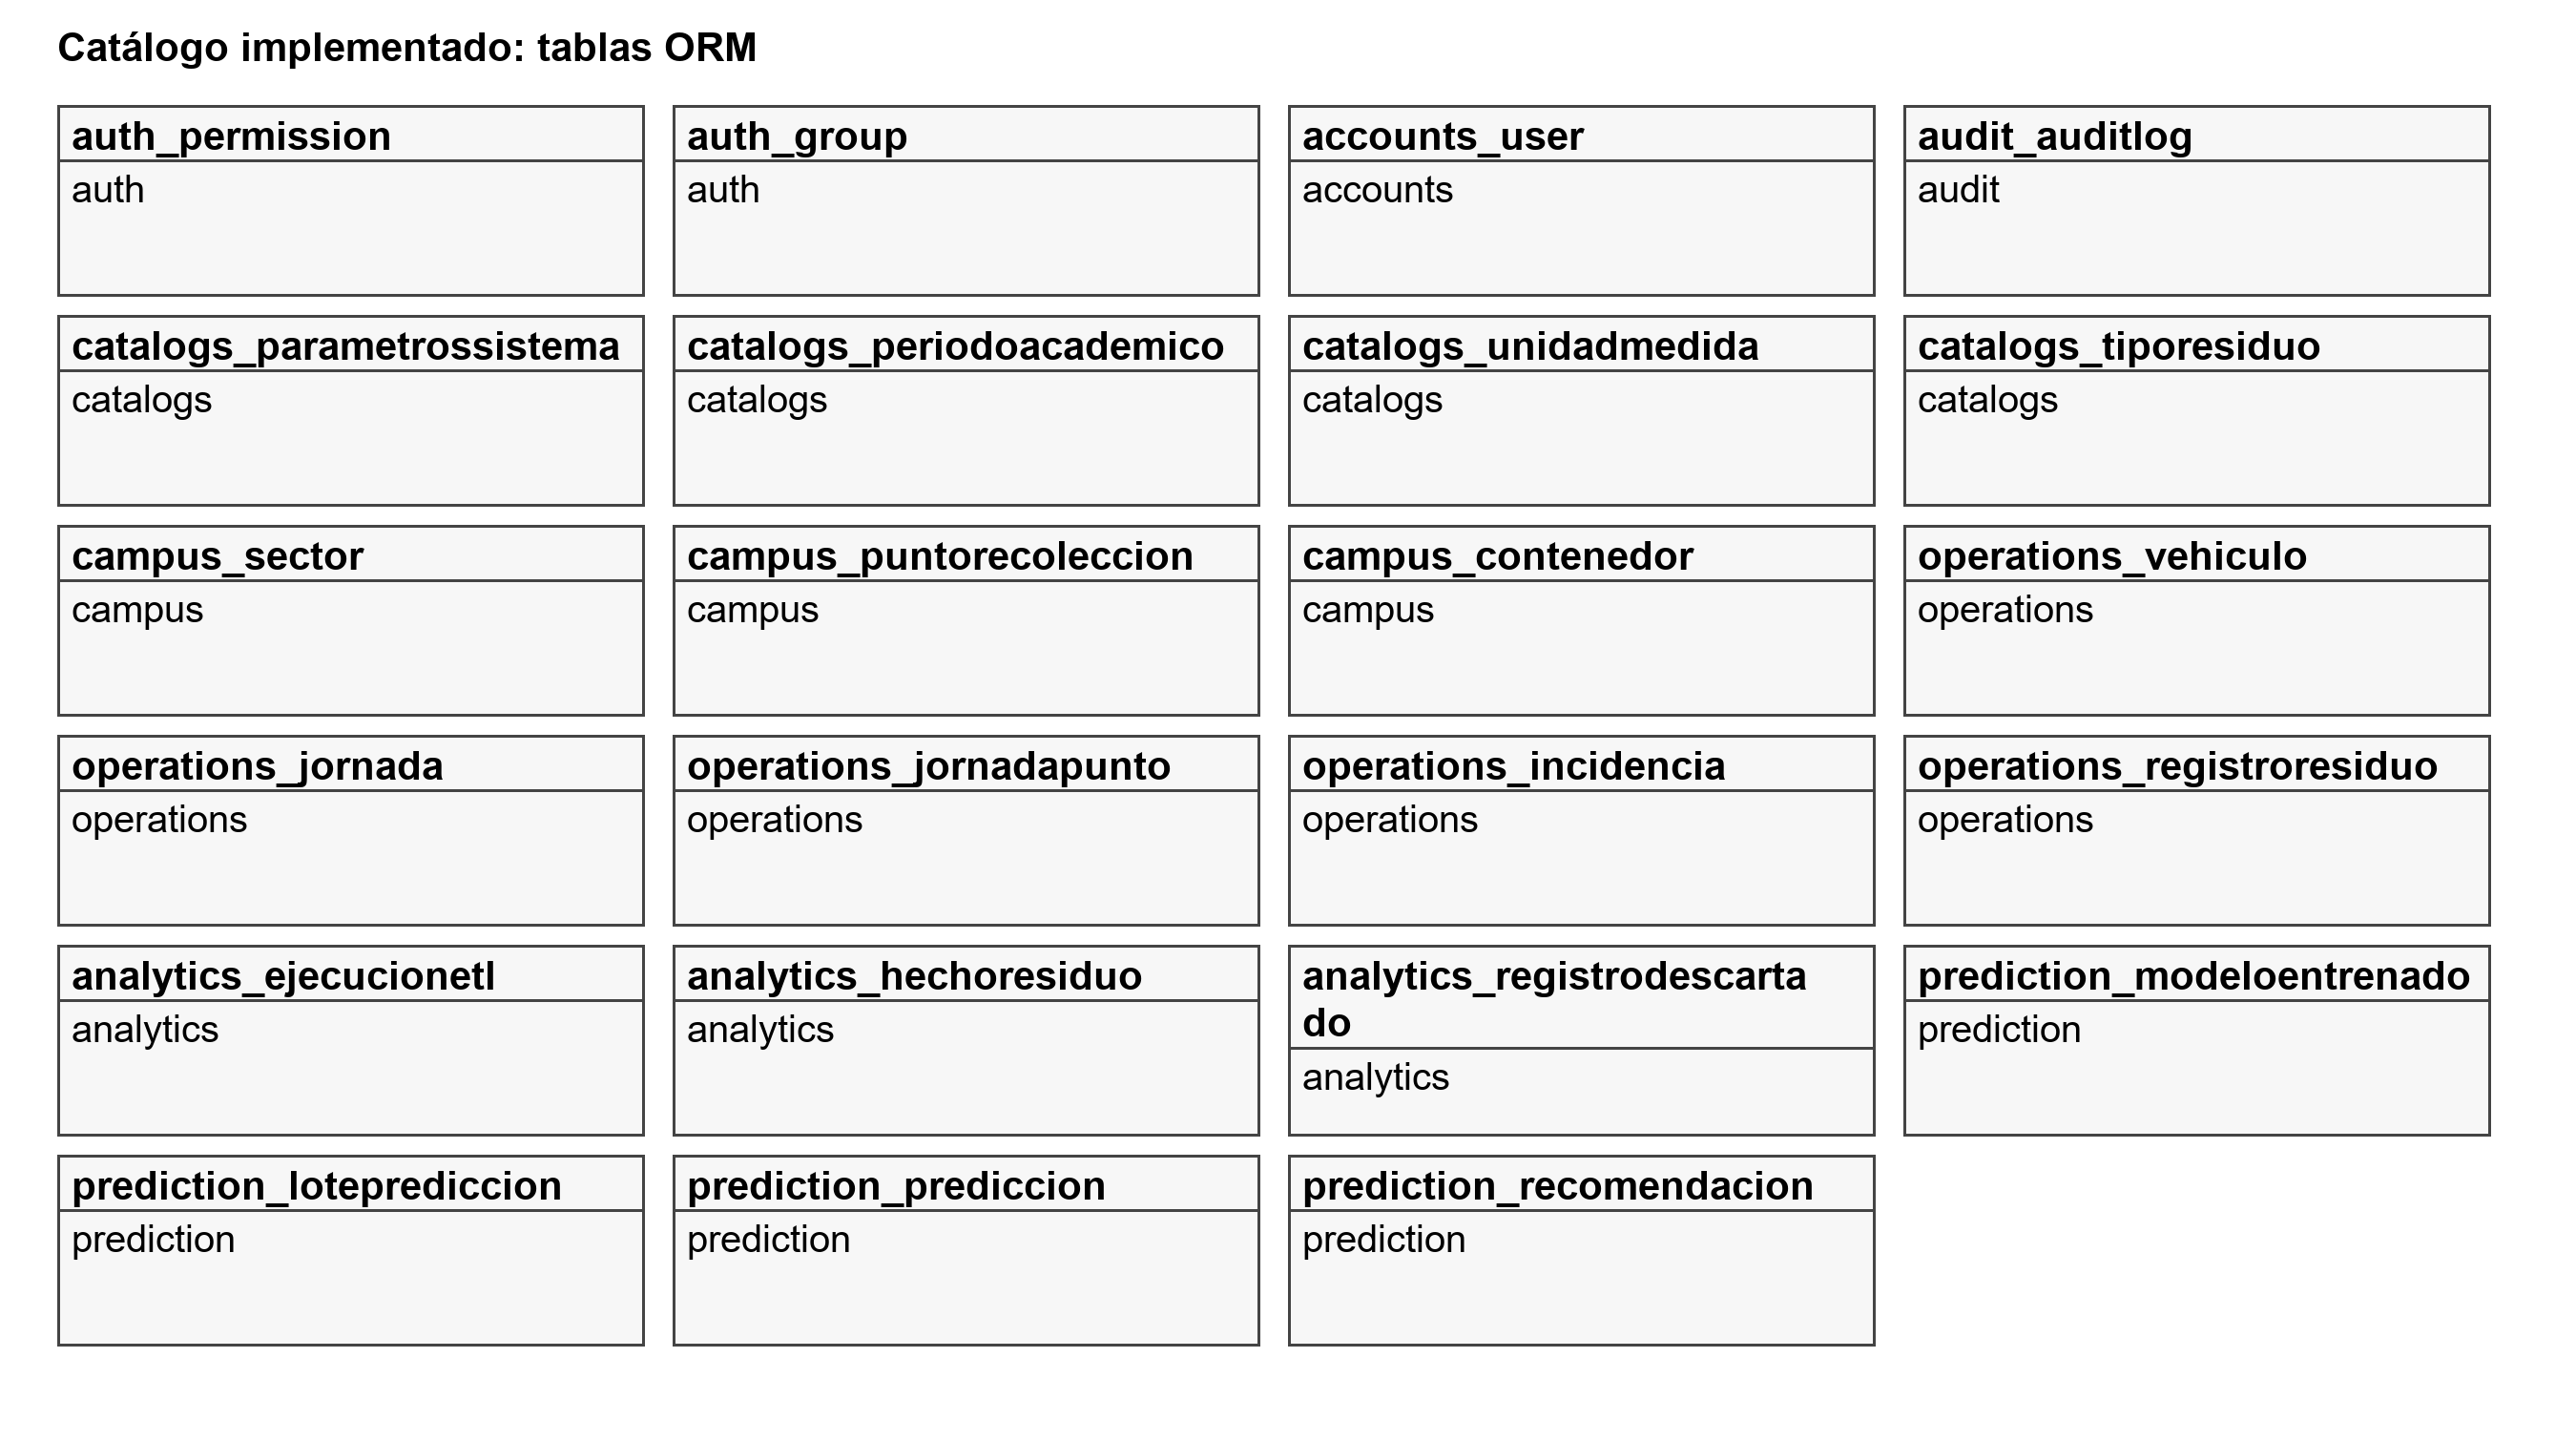 Catálogo implementado: tablas ORM
auth_permission
auth
auth_group
auth
accounts_user
accounts
audit_auditlog
audit
catalogs_parametrossistema
catalogs
catalogs_periodoacademico
catalogs
catalogs_unidadmedida
catalogs
catalogs_tiporesiduo
catalogs
campus_sector
campus
campus_puntorecoleccion
campus
campus_contenedor
campus
operations_vehiculo
operations
operations_jornada
operations
operations_jornadapunto
operations
operations_incidencia
operations
operations_registroresiduo
operations
analytics_ejecucionetl
analytics
analytics_hechoresiduo
analytics
analytics_registrodescarta
do
analytics
prediction_modeloentrenado
prediction
prediction_loteprediccion
prediction
prediction_prediccion
prediction
prediction_recomendacion
prediction